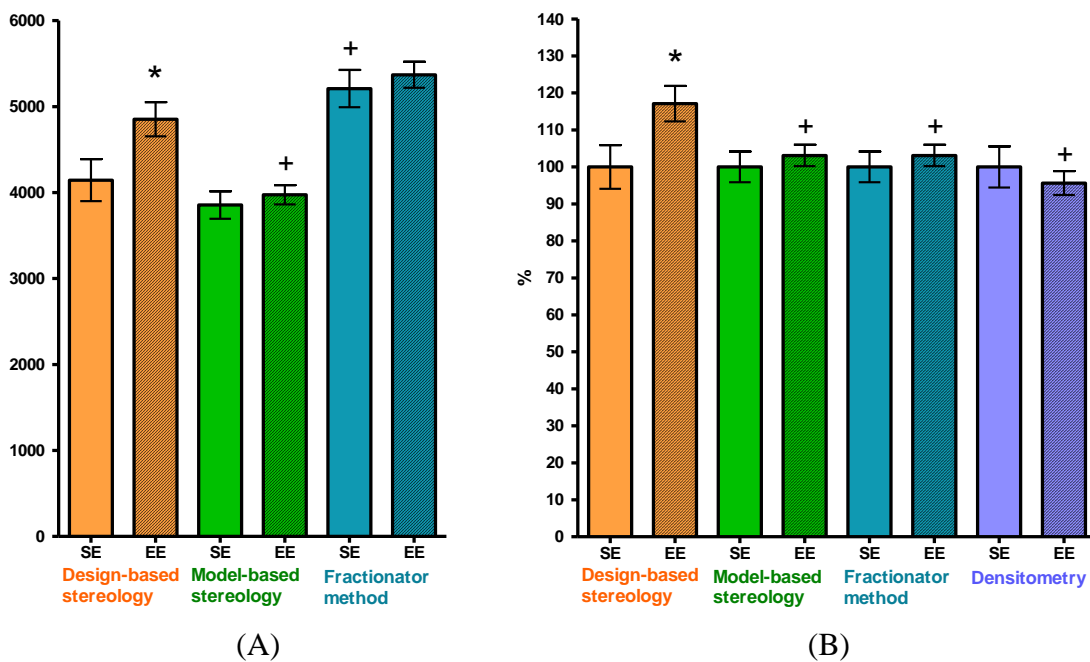 6000
5000
4000
3000
2000
1000
0
*
+
+
SE EE SE EE SE EE
Design-based stereology
Model-based stereology
Fractionator method
(A)
140
130
120
110
100
90
80
70
60
50
40
30
20
10
0
%
*
+
+
+
SE EE SE EE SE EE SE EE
Design-based stereology
Model-based stereology
Fractionator method
Densitometry
(B)